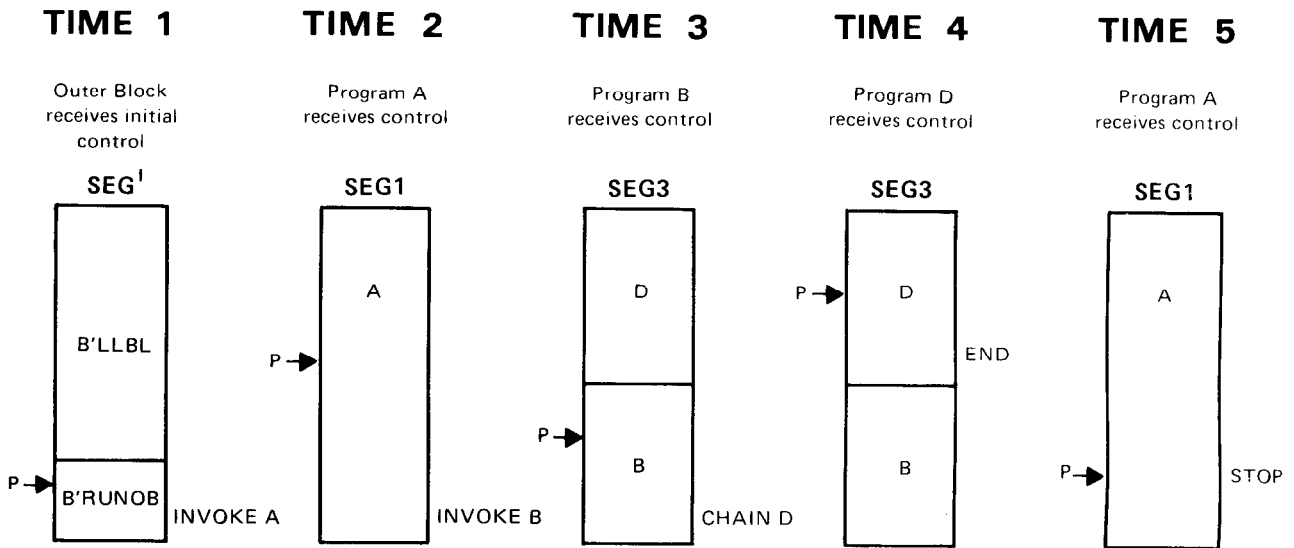 TIME 1
Outer Block
receives initial
control
SEG¹
B'LLBL
P
B'RUNOB
INVOKE A
TIME 2
Program A
receives control
SEG1
A
P
INVOKE B
TIME 3
Program B
receives control
SEG3
D
P
B
CHAIN D
TIME 4
Program D
receives control
SEG3
P
D
END
B
TIME 5
Program A
receives control
SEG1
A
P
STOP